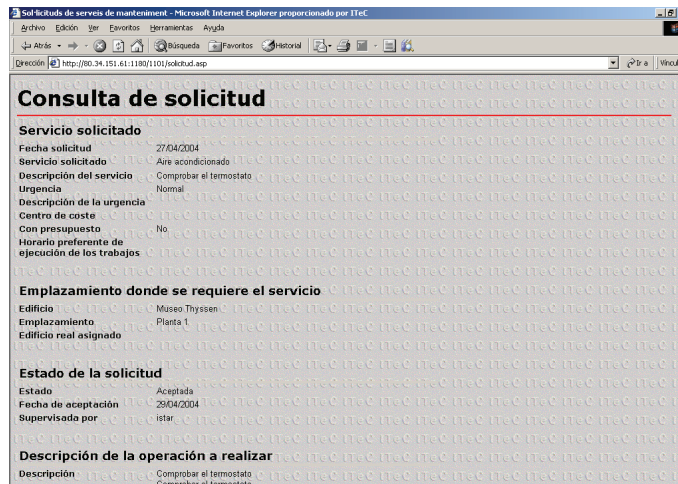 Sol·licituds de serveis de manteniment - Microsoft Internet Explorer proporcionado por ITeC
Archivo Edición Ver Favoritos Herramientas Ayuda
Atrás Búsqueda Favoritos Historial
Dirección http://80.34.151.61:1180/1101/solicitud.asp Ir a Víncul
Consulta de solicitud
Servicio solicitado
Fecha solicitud 27/04/2004
Servicio solicitado Aire acondicionado
Descripción del servicio Comprobar el termostato
Urgencia Normal
Descripción de la urgencia
Centro de coste
Con presupuesto No
Horario preferente de
ejecución de los trabajos
Emplazamiento donde se requiere el servicio
Edificio Museo Thyssen
Emplazamiento Planta 1
Edificio real asignado
Estado de la solicitud
Estado Aceptada
Fecha de aceptación 29/04/2004
Supervisada por istar
Descripción de la operación a realizar
Descripción Comprobar el termostato
Comprobar el termostato